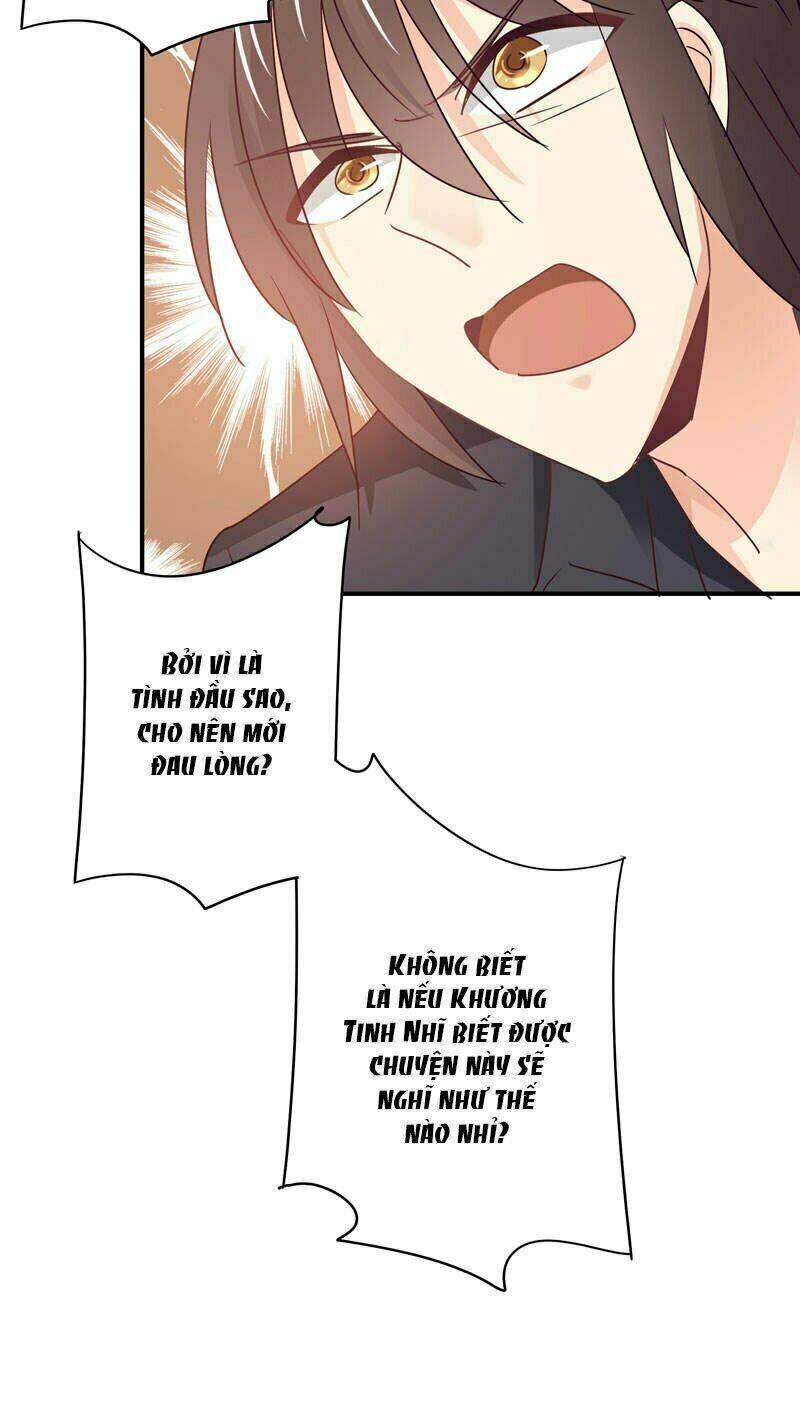 Bởi vì là
tình đầu sao,
cho nên mới
đau lòng?
Không biết
là nếu Khương
Tinh Nhĩ biết được
chuyện này sẽ
nghĩ như thế
nào nhỉ?